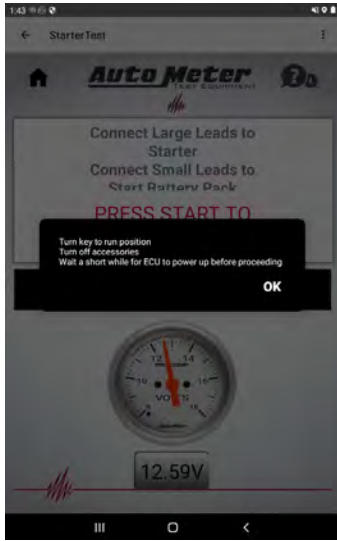 1:43
StarterTest
Auto Meter
TEST EQUIPMENT
Connect Large Leads to
Starter
Connect Small Leads to
Start Battery Pack
PRESS START TO
Turn key to run position
Turn off accessories
Wait a short while for ECU to power up before proceeding
OK
12 14
10 16
VOLTS
8 18
12.59V